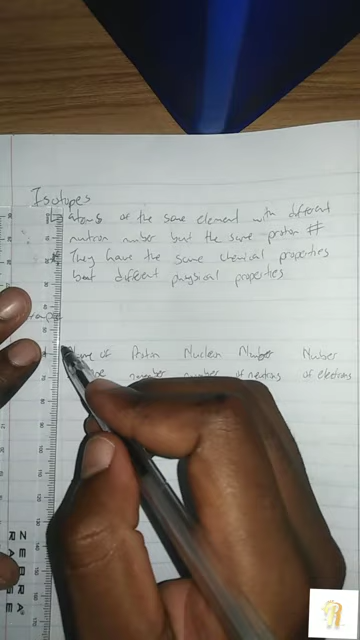 Isotopes
atoms of the same element with different
nutron number but the same proton #
* They have the same chemical properties
but different physical properties
Name of Proton Nucleon Number Number
number number of neutrons of electrons
ZEBRA